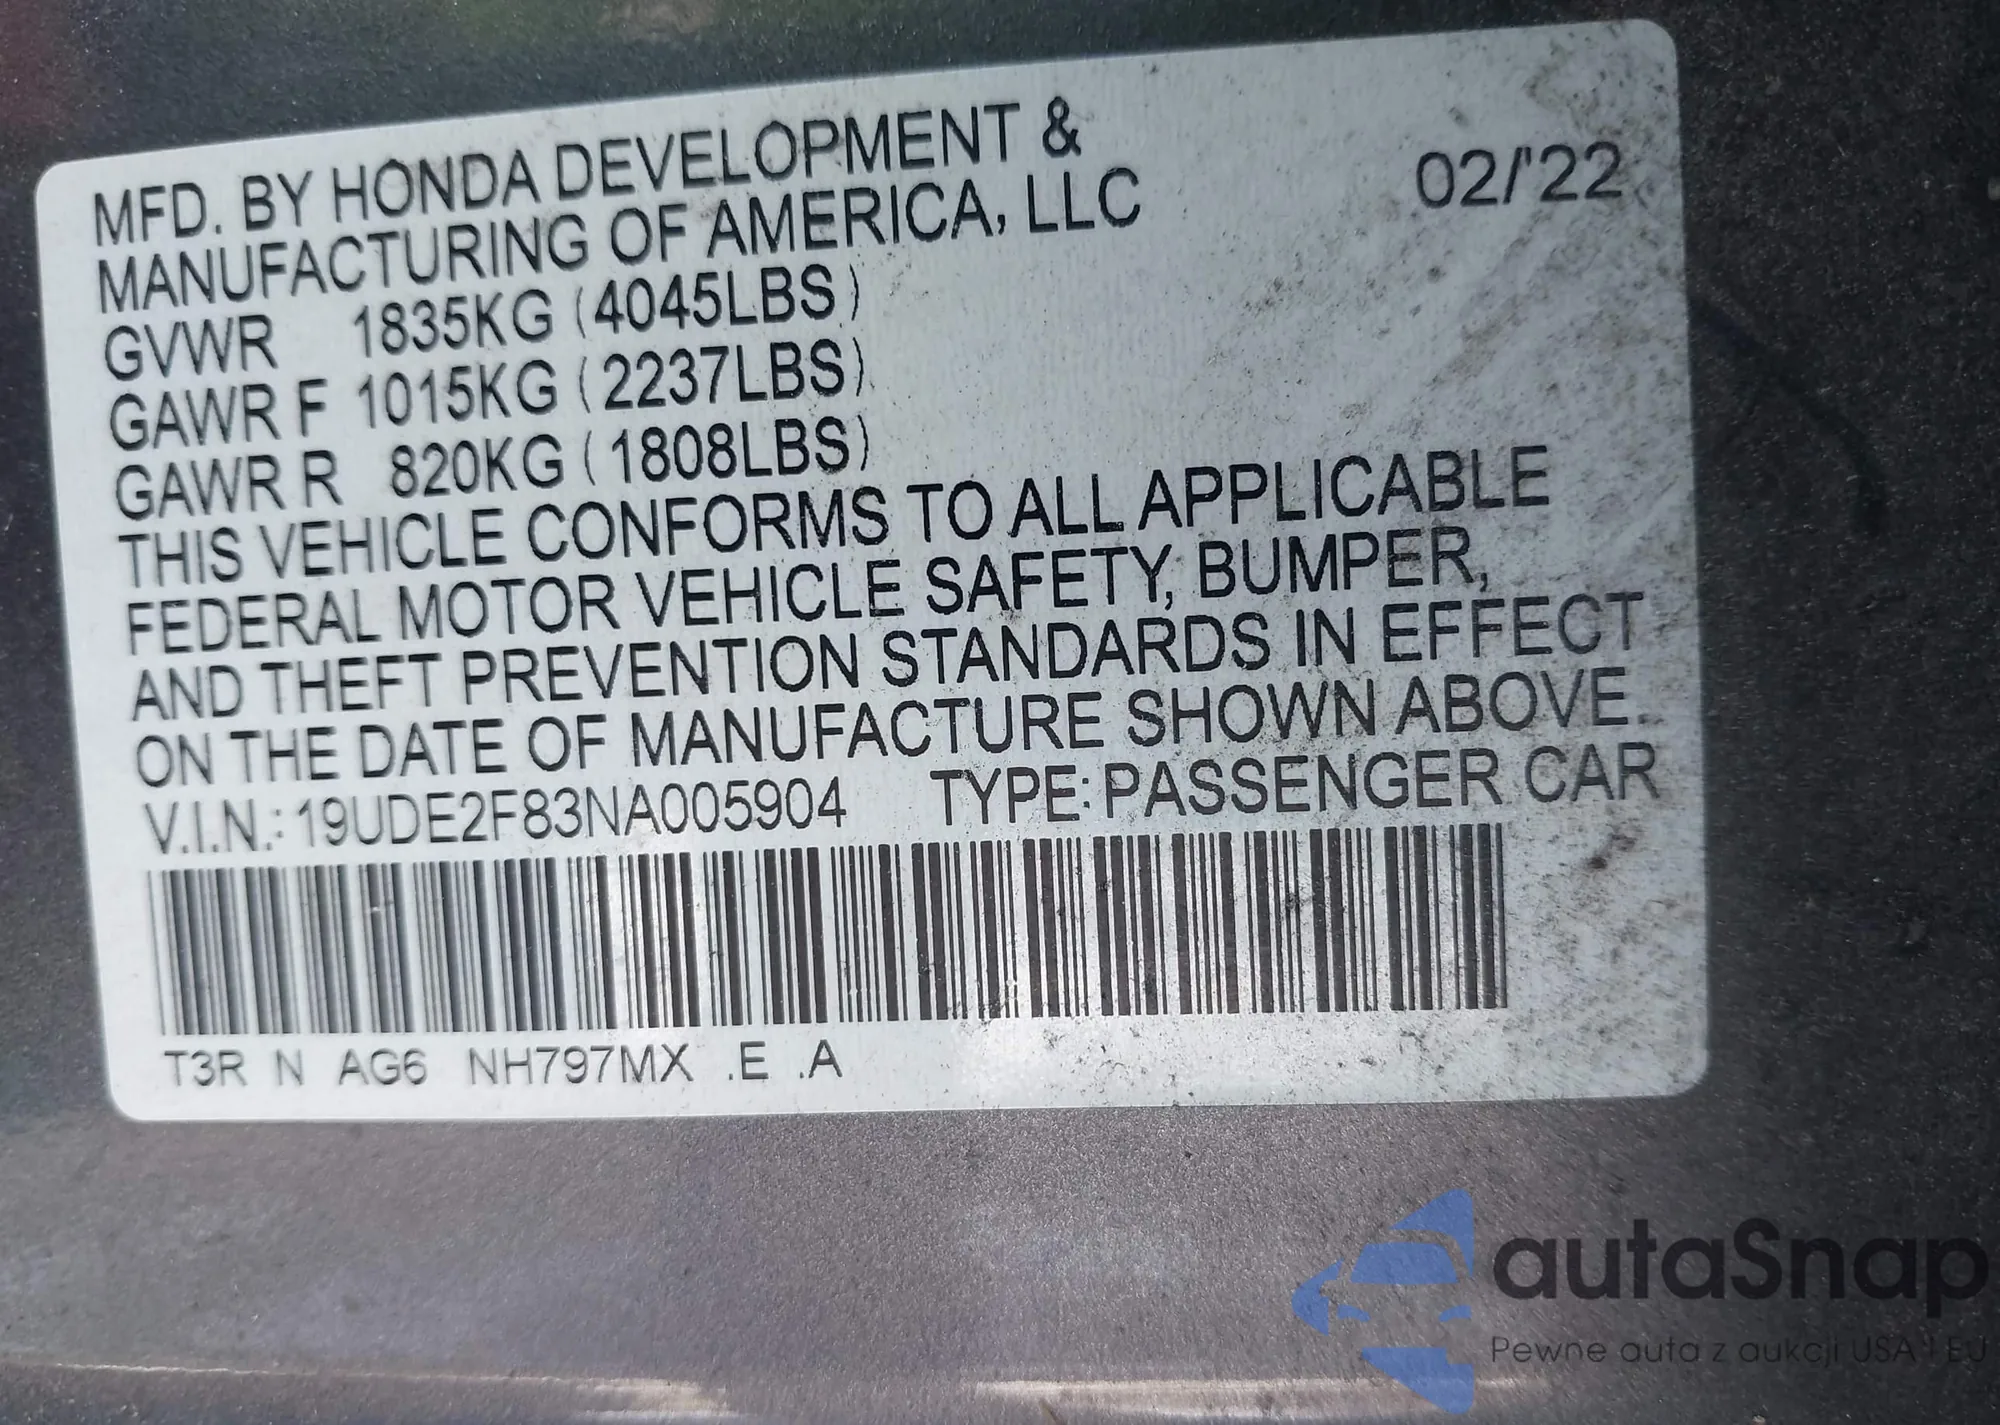 MFD. BY HONDA DEVELOPMENT &
MANUFACTURING OF AMERICA, LLC
02/'22
GVWR 1835KG (4045LBS)
GAWR F 1015KG (2237LBS)
GAWR R 820KG (1808LBS)
THIS VEHICLE CONFORMS TO ALL APPLICABLE
FEDERAL MOTOR VEHICLE SAFETY, BUMPER,
AND THEFT PREVENTION STANDARDS IN EFFECT
ON THE DATE OF MANUFACTURE SHOWN ABOVE.
V.I.N.: 19UDE2F83NA005904 TYPE: PASSENGER CAR
T3R N AG6 NH797MX .E .A
autaSnap
Pewne auta z aukcji USA i EU